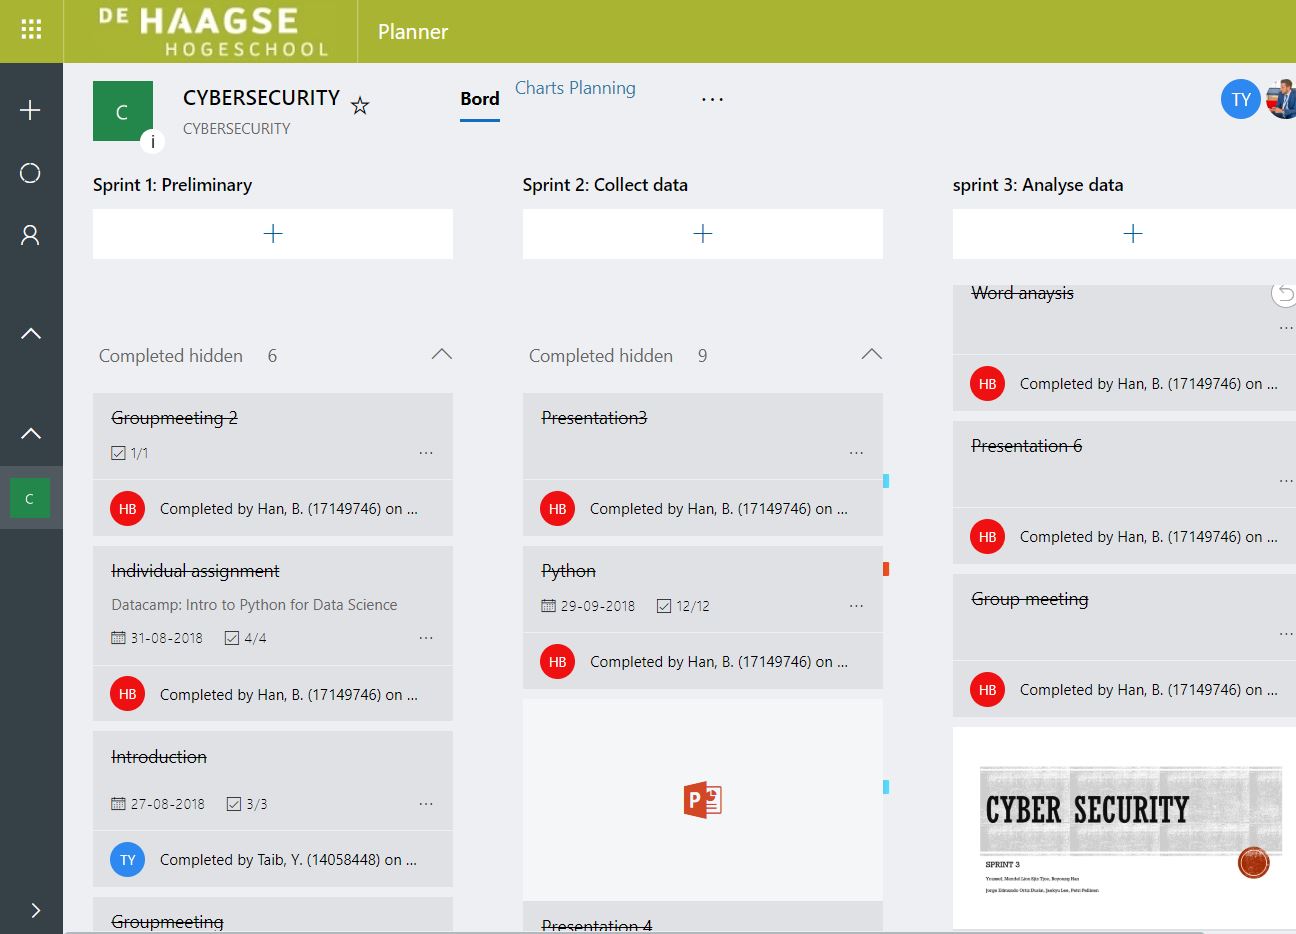 DE HAAGSE
HOGESCHOOL
Planner
C
CYBERSECURITY
CYBERSECURITY
i
Bord
Charts Planning
...
TY
Sprint 1: Preliminary
Sprint 2: Collect data
sprint 3: Analyse data
+
+
+
Completed hidden 6
Groupmeeting 2
1/1
...
HB Completed by Han, B. (17149746) on ...
Individual assignment
Datacamp: Intro to Python for Data Science
31-08-2018 4/4
...
HB Completed by Han, B. (17149746) on ...
Introduction
27-08-2018 3/3
...
TY Completed by Taib, Y. (14058448) on ...
Groupmeeting
Completed hidden 9
Presentation3
...
HB Completed by Han, B. (17149746) on ...
Python
29-09-2018 12/12
...
HB Completed by Han, B. (17149746) on ...
P
Presentation 4
Word anaysis
...
HB Completed by Han, B. (17149746) on ...
Presentation 6
...
HB Completed by Han, B. (17149746) on ...
Group meeting
...
HB Completed by Han, B. (17149746) on ...
CYBER SECURITY
SPRINT 3
C